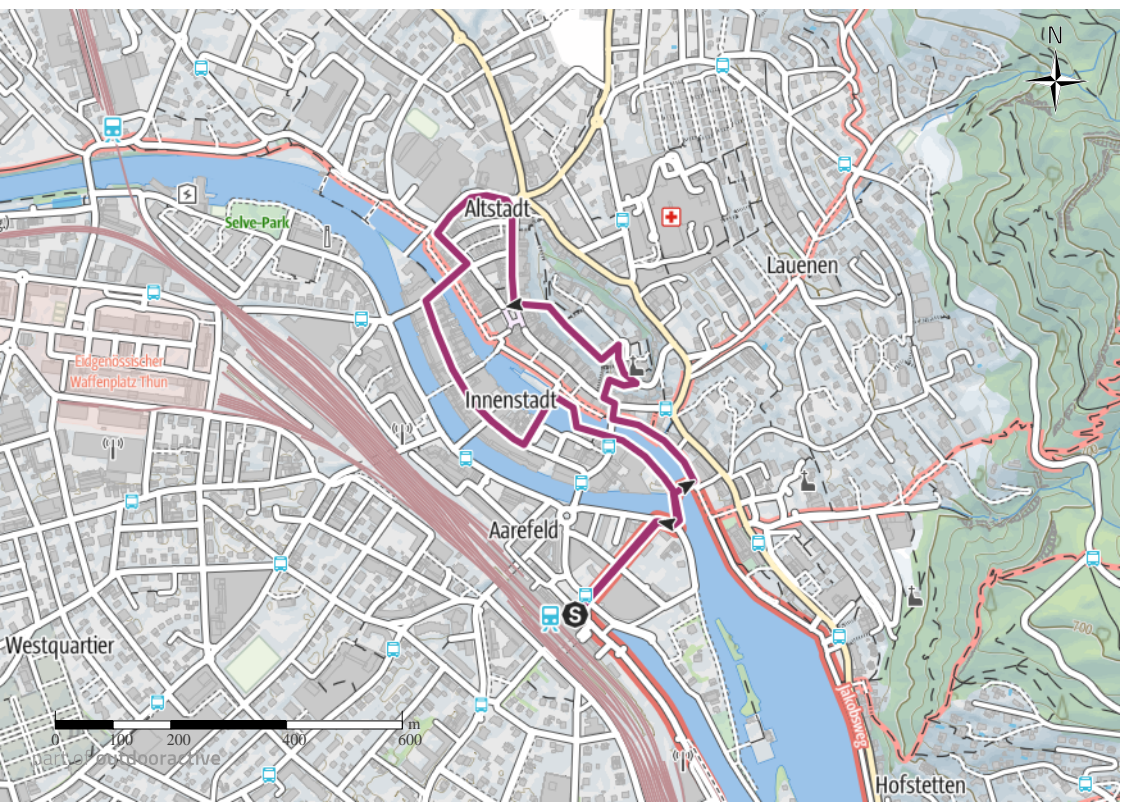 N
Altstadt
Selve-Park
g.)
Lauenen
Eidgenössischer
Waffenplatz Thun
Innenstadt
Aarefeld
S
Westquartier
700
Jakobsweg
m
0 100 200 400 600
part of outdooractive
Hofstetten